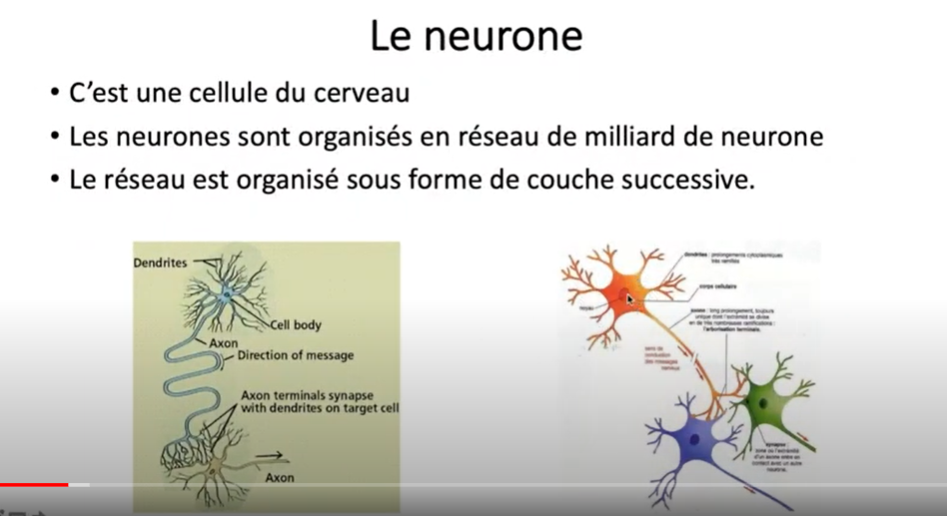 Le neurone
• C'est une cellule du cerveau
• Les neurones sont organisés en réseau de milliard de neurone
• Le réseau est organisé sous forme de couche successive.
Dendrites
Cell body
Axon
Direction of message
Axon terminals synapse
with dendrites on target cell
Axon
dendrites : prolongements cytoplasmiques
très ramifiés
corps cellulaire
axone : long prolongement, toujours
unique dont l'extrémité se divise
en de très nombreuses ramifications :
l'arborisation terminale.
noyau
sens de
conduction
des messages
nerveux
synapse :
zone où l'extrémité
d'un axone entre en
contact avec un autre
neurone.